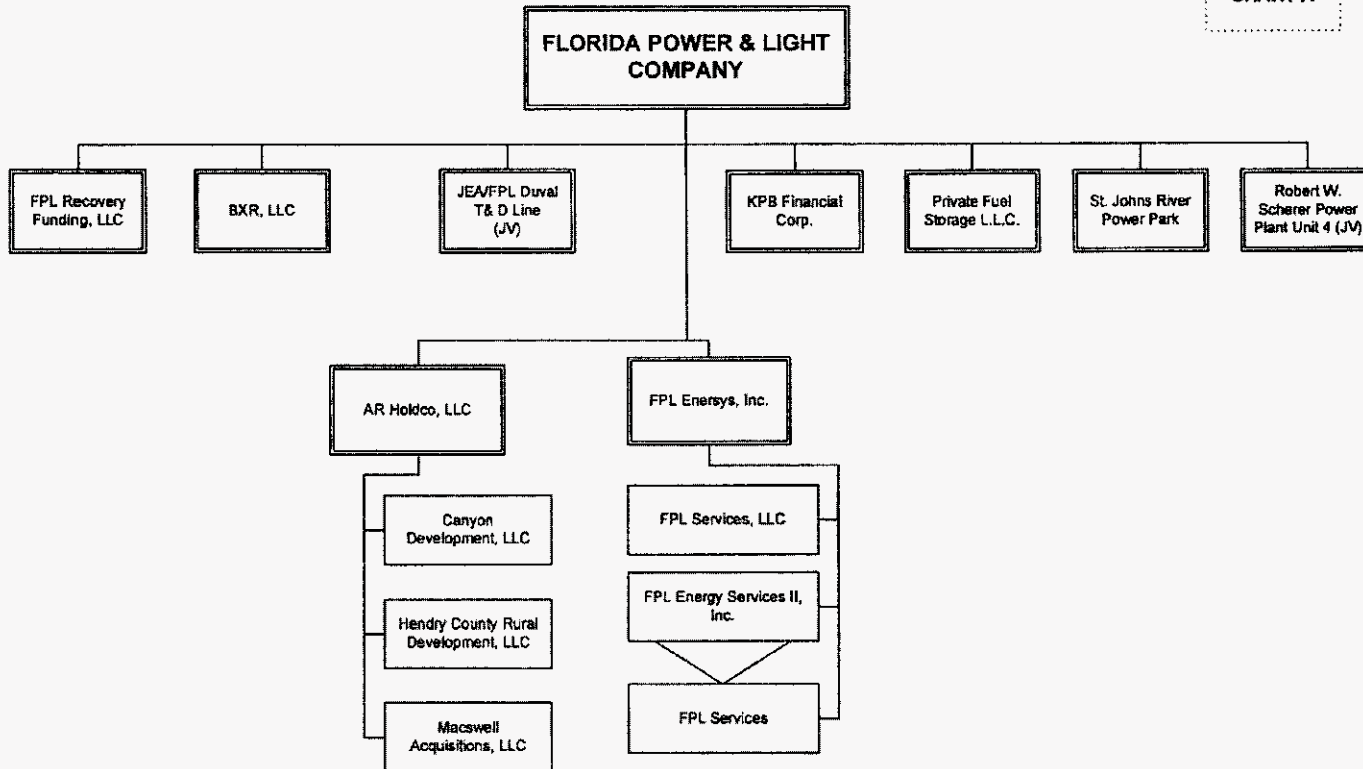 FLORIDA POWER & LIGHT
COMPANY
FPL Recovery
Funding, LLC
BXR, LLC
JEA/FPL Duval
T& D Line
(JV)
KPB Financial
Corp.
Private Fuel
Storage L.L.C.
St. Johns River
Power Park
Robert W.
Scherer Power
Plant Unit 4 (JV)
AR Holdco, LLC
FPL Enersys, Inc.
Canyon
Development, LLC
FPL Services, LLC
FPL Energy Services II,
Inc.
Hendry County Rural
Development, LLC
FPL Services
Macswell
Acquisitions, LLC